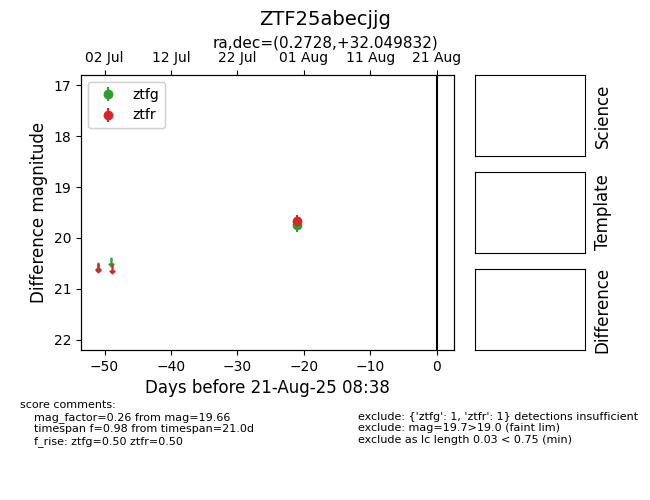 ZTF25abecjjg
ra,dec=(0.2728,+32.049832)
02 Jul 12 Jul 22 Jul 01 Aug 11 Aug 21 Aug
ztfg
ztfr
17
18
19
20
21
22
Difference magnitude
−50 −40 −30 −20 −10 0
Days before 21-Aug-25 08:38
Science
Template
Difference
score comments:
mag_factor=0.26 from mag=19.66
timespan f=0.98 from timespan=21.0d
f_rise: ztfg=0.50 ztfr=0.50
exclude: {'ztfg': 1, 'ztfr': 1} detections insufficient
exclude: mag=19.7>19.0 (faint lim)
exclude as lc length 0.03 < 0.75 (min)